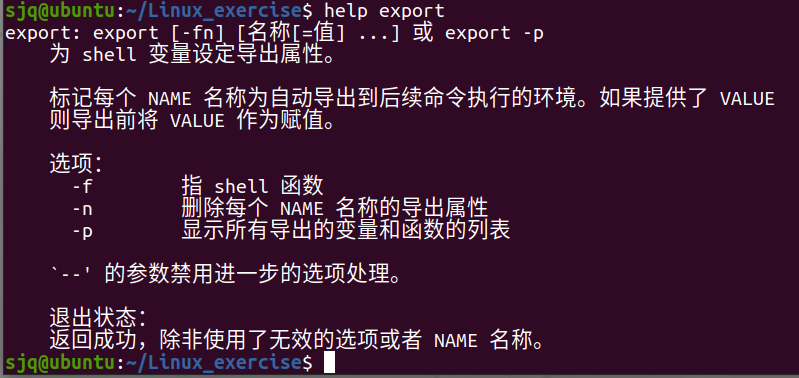 sjq@ubuntu:~/Linux_exercise$ help export
export: export [-fn] [名称[=值] ...] 或 export -p
为 shell 变量设定导出属性。
标记每个 NAME 名称为自动导出到后续命令执行的环境。如果提供了 VALUE
则导出前将 VALUE 作为赋值。
选项：
-f 指 shell 函数
-n 删除每个 NAME 名称的导出属性
-p 显示所有导出的变量和函数的列表
`--' 的参数禁用进一步的选项处理。
退出状态：
返回成功，除非使用了无效的选项或者 NAME 名称。
sjq@ubuntu:~/Linux_exercise$